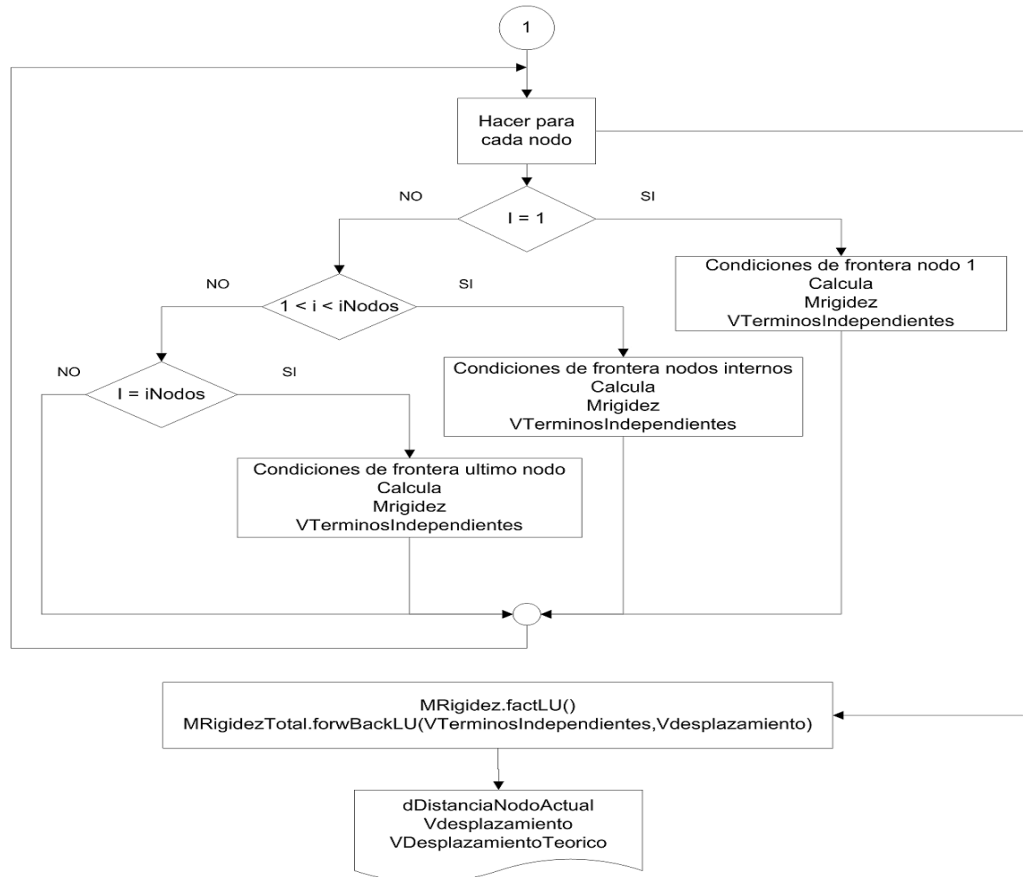 1
Hacer para
cada nodo
NO
SI
I = 1
Condiciones de frontera nodo 1
Calcula
Mrigidez
VTerminosIndependientes
NO
SI
1 < i < iNodos
Condiciones de frontera nodos internos
Calcula
Mrigidez
VTerminosIndependientes
NO
SI
I = iNodos
Condiciones de frontera ultimo nodo
Calcula
Mrigidez
VTerminosIndependientes
MRigidez.factLU()
MRigidezTotal.forwBackLU(VTerminosIndependientes,Vdesplazamiento)
dDistanciaNodoActual
Vdesplazamiento
VDesplazamientoTeorico